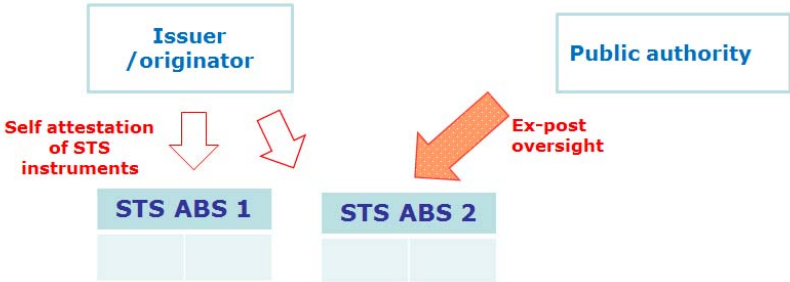 Issuer
/originator
Public authority
Self attestation
of STS
instruments
Ex-post
oversight
STS ABS 1
STS ABS 2